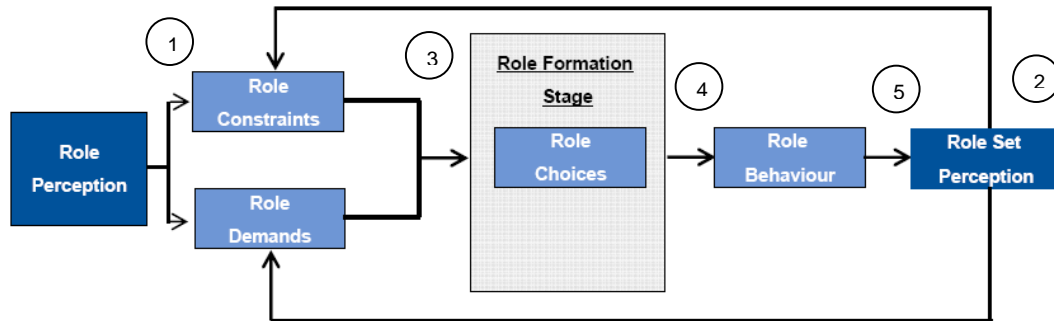 1
Role
Constraints
3
Role Formation
Stage
4
5
2
Role
Perception
Role
Choices
Role
Behaviour
Role Set
Perception
Role
Demands